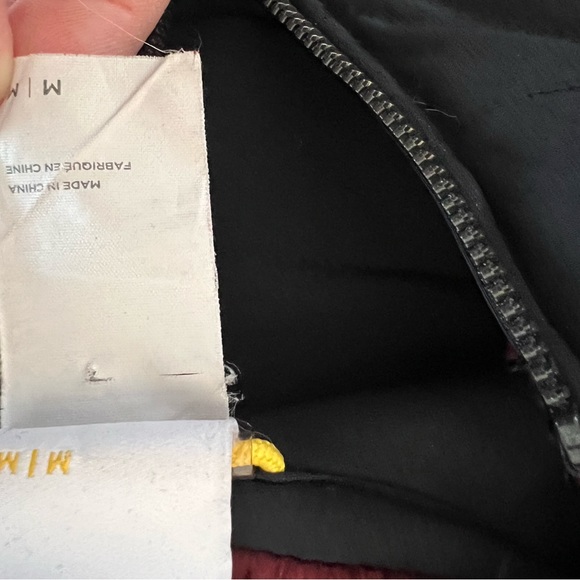 M | M
MADE IN CHINA
FABRIQUÉ EN CHINE
M | M